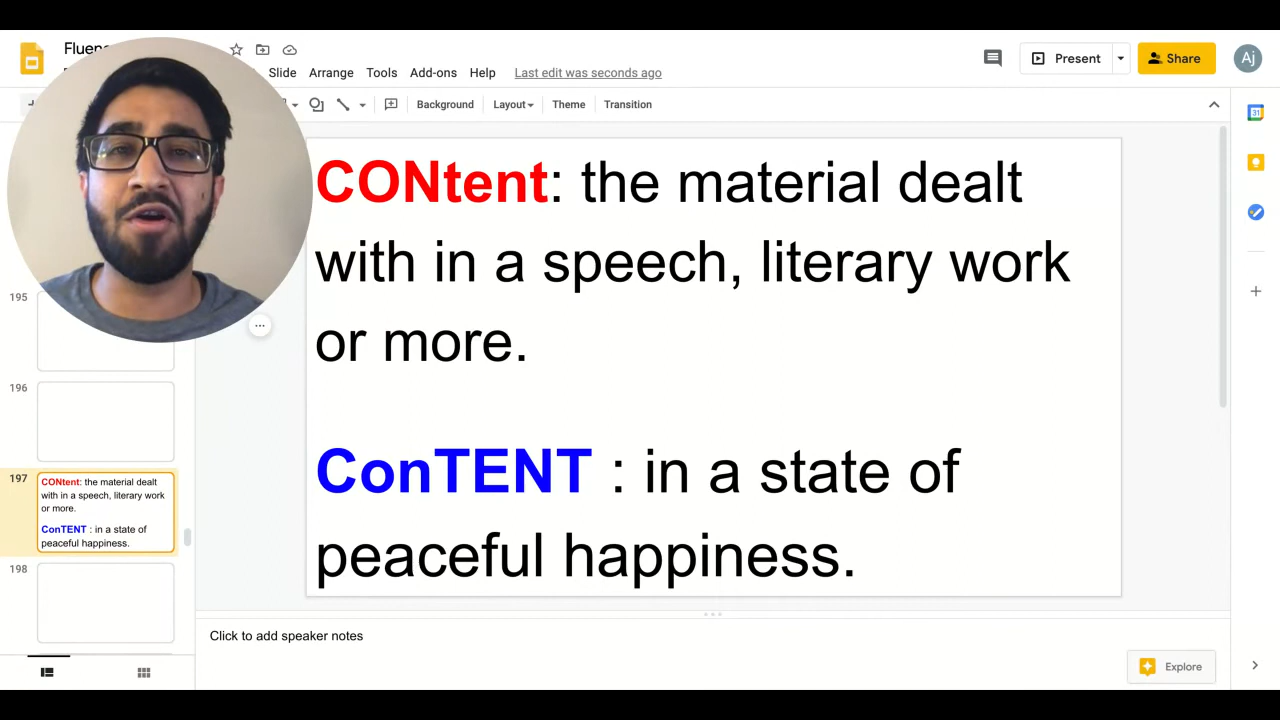 Fluen
Slide Arrange Tools Add-ons Help Last edit was seconds ago
Present
Share
Aj
Background Layout Theme Transition
31
CONtent: the material dealt
with in a speech, literary work
or more.
ConTENT : in a state of
peaceful happiness.
195
196
197
CONtent: the material dealt
with in a speech, literary work
or more.
ConTENT : in a state of
peaceful happiness.
198
Click to add speaker notes
Explore